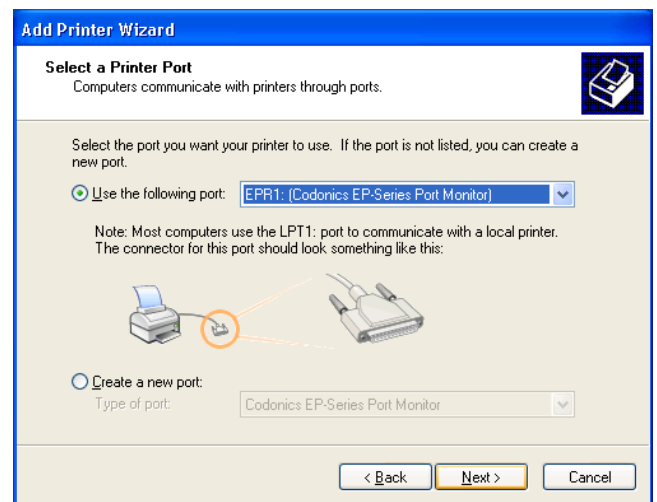 Add Printer Wizard
Select a Printer Port
Computers communicate with printers through ports.
Select the port you want your printer to use. If the port is not listed, you can create a
new port.
Use the following port: EPR1: (Codonics EP-Series Port Monitor)
Note: Most computers use the LPT1: port to communicate with a local printer.
The connector for this port should look something like this:
Create a new port:
Type of port: Codonics EP-Series Port Monitor
< Back Next > Cancel